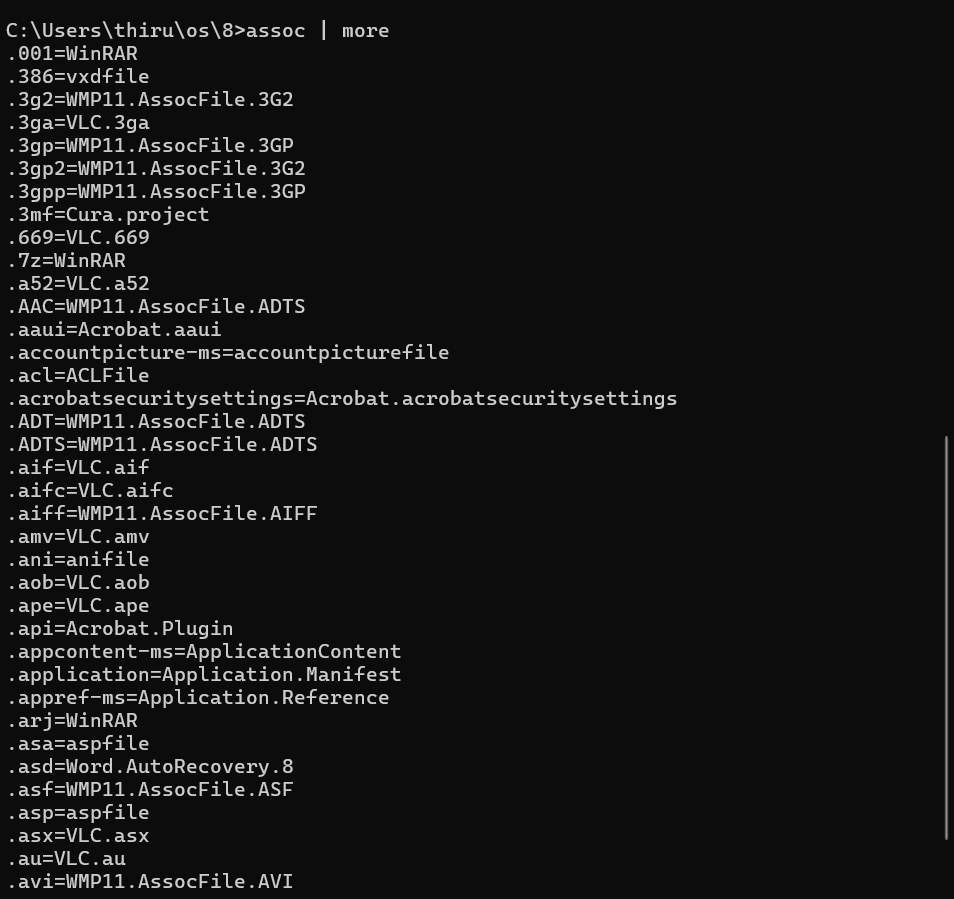 C:\Users\thiru\os\8>assoc | more
.001=WinRAR
.386=vxdfile
.3g2=WMP11.AssocFile.3G2
.3ga=VLC.3ga
.3gp=WMP11.AssocFile.3GP
.3gp2=WMP11.AssocFile.3G2
.3gpp=WMP11.AssocFile.3GP
.3mf=Cura.project
.669=VLC.669
.7z=WinRAR
.a52=VLC.a52
.AAC=WMP11.AssocFile.ADTS
.aaui=Acrobat.aaui
.accountpicture-ms=accountpicturefile
.acl=ACLFile
.acrobatsecuritysettings=Acrobat.acrobatsecuritysettings
.ADT=WMP11.AssocFile.ADTS
.ADTS=WMP11.AssocFile.ADTS
.aif=VLC.aif
.aifc=VLC.aifc
.aiff=WMP11.AssocFile.AIFF
.amv=VLC.amv
.ani=anifile
.aob=VLC.aob
.ape=VLC.ape
.api=Acrobat.Plugin
.appcontent-ms=ApplicationContent
.application=Application.Manifest
.appref-ms=Application.Reference
.arj=WinRAR
.asa=aspfile
.asd=Word.AutoRecovery.8
.asf=WMP11.AssocFile.ASF
.asp=aspfile
.asx=VLC.asx
.au=VLC.au
.avi=WMP11.AssocFile.AVI